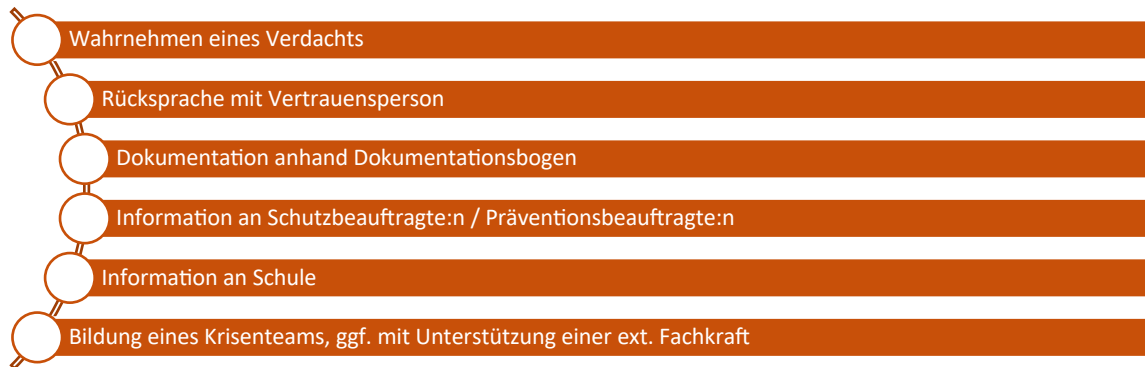 Wahrnehmen eines Verdachts
Rücksprache mit Vertrauensperson
Dokumentation anhand Dokumentationsbogen
Information an Schutzbeauftragte:n / Präventionsbeauftragte:n
Information an Schule
Bildung eines Krisenteams, ggf. mit Unterstützung einer ext. Fachkraft